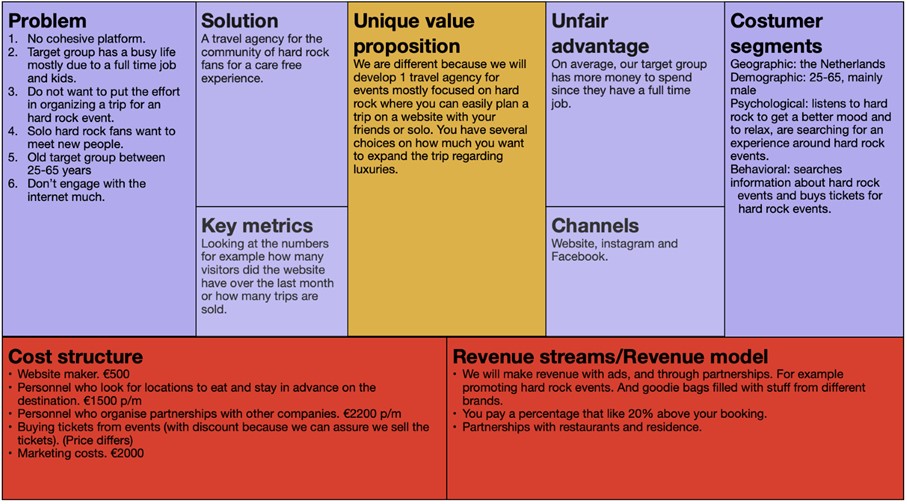 Problem
1. No cohesive platform.
2. Target group has a busy life
mostly due to a full time job
and kids.
3. Do not want to put the effort
in organizing a trip for an
hard rock event.
4. Solo hard rock fans want to
meet new people.
5. Old target group between
25-65 years
6. Don't engage with the
internet much.
Solution
A travel agency for the
community of hard rock
fans for a care free
experience.
Key metrics
Looking at the numbers
for example how many
visitors did the website
have over the last month
or how many trips are
sold.
Unique value
proposition
We are different because we will
develop 1 travel agency for
events mostly focused on hard
rock where you can easily plan a
trip on a website with your
friends or solo. You have several
choices on how much you want
to expand the trip regarding
luxuries.
Unfair
advantage
On average, our target group
has more money to spend
since they have a full time
job.
Channels
Website, instagram and
Facebook.
Costumer
segments
Geographic: the Netherlands
Demographic: 25-65, mainly
male
Psychological: listens to hard
rock to get a better mood and
to relax, are searching for an
experience around hard rock
events.
Behavioral: searches
information about hard rock
events and buys tickets for
hard rock events.
Cost structure
• Website maker. €500
• Personnel who look for locations to eat and stay in advance on the
destination. €1500 p/m
• Personnel who organise partnerships with other companies. €2200 p/m
• Buying tickets from events (with discount because we can assure we sell the
tickets). (Price differs)
• Marketing costs. €2000
Revenue streams/Revenue model
• We will make revenue with ads, and through partnerships. For example
promoting hard rock events. And goodie bags filled with stuff from different
brands.
• You pay a percentage that like 20% above your booking.
• Partnerships with restaurants and residence.